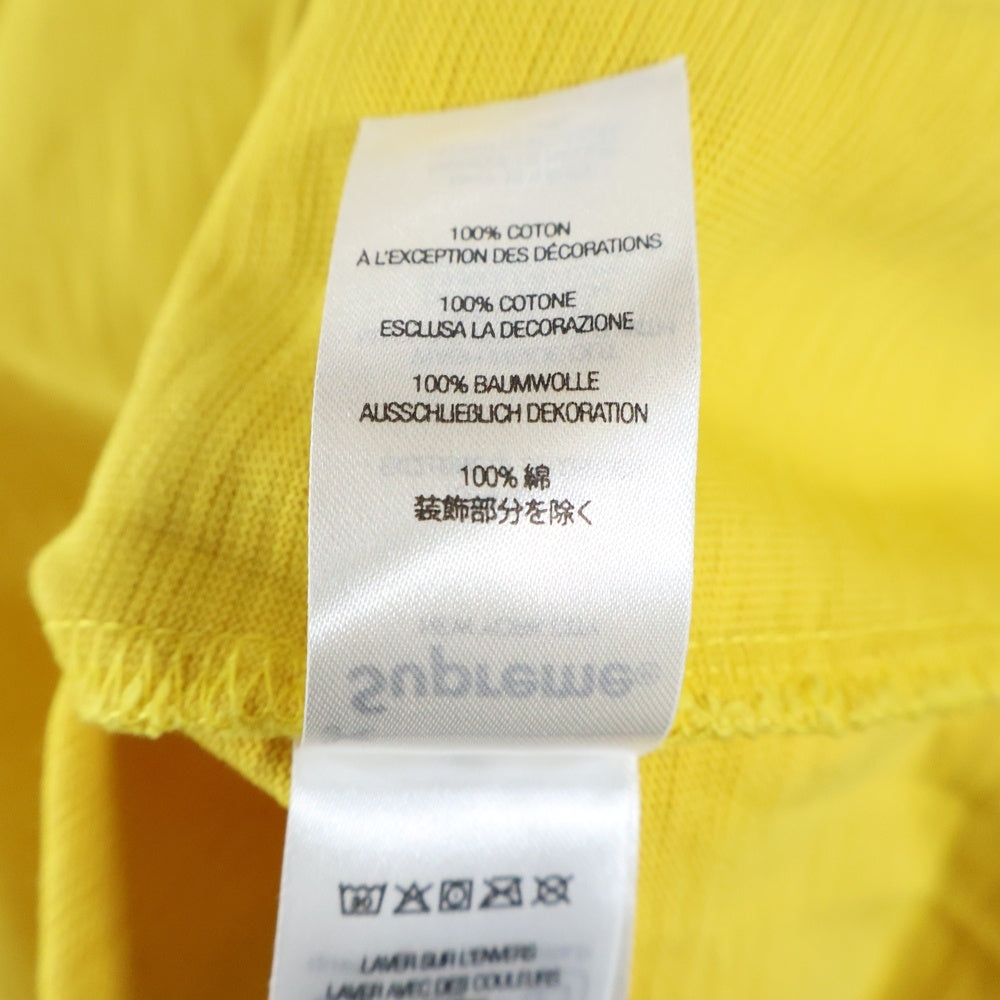 100% COTON
À L'EXCEPTION DES DÉCORATIONS
100% COTONE
ESCLUSA LA DECORAZIONE
100% BAUMWOLLE
AUSSCHLIEßLICH DEKORATION
100% 綿
装飾部分を除く
Supreme
LAVER SUR L'ENVERS
LAVER AVEC DES COULEURS